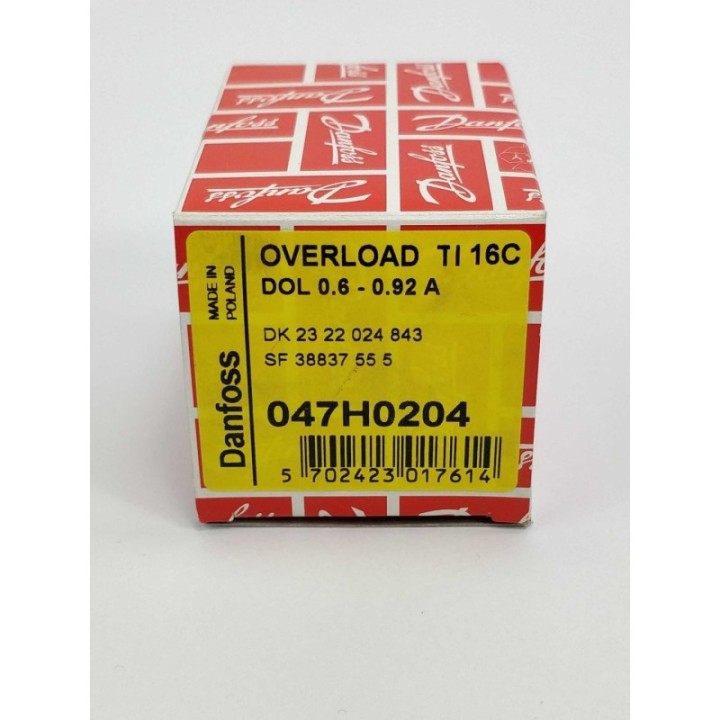 Danfoss
Danfoss
Danfoss
Danfoss
Danfoss
Danfoss
OVERLOAD TI 16C
DOL 0.6 - 0.92 A
DK 23 22 024 843
SF 38837 55 5
047H0204
5 702423 017614
Danfoss
MADE IN
POLAND